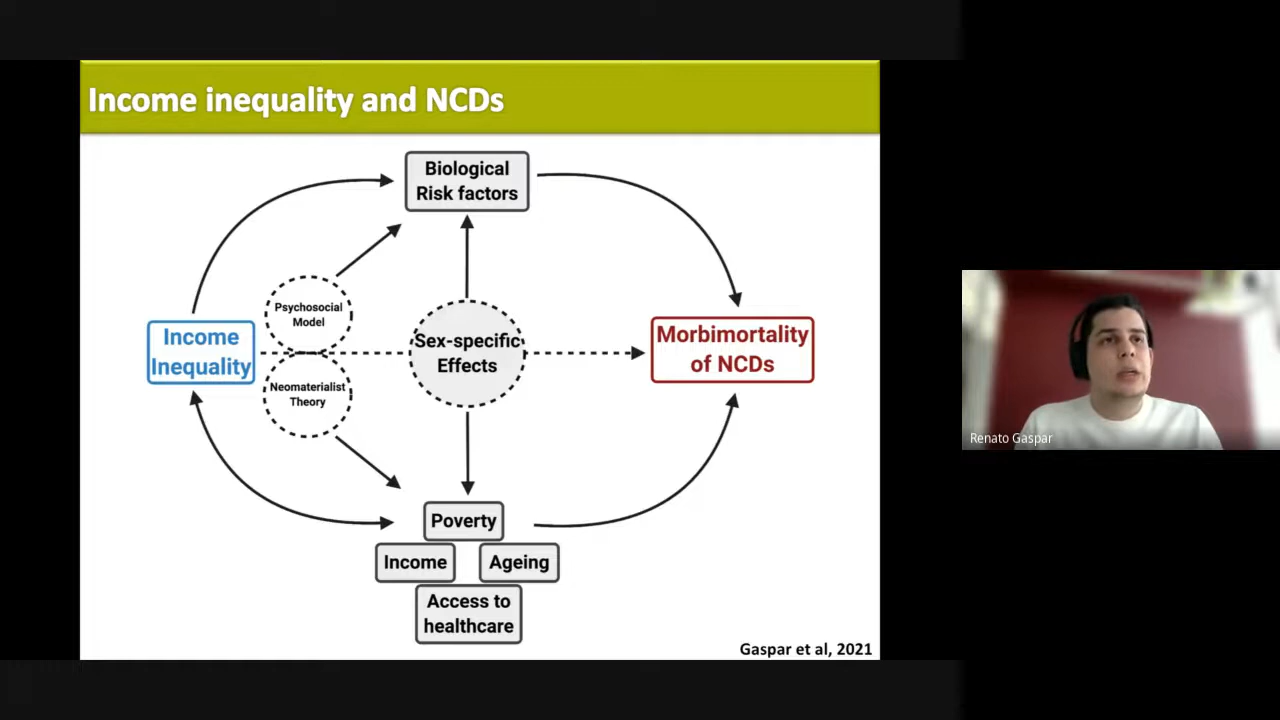 Income inequality and NCDs
Biological
Risk factors
Psychosocial
Model
Income
Inequality
Sex-specific
Effects
Morbimortality
of NCDs
Neomaterialist
Theory
Renato Gaspar
Poverty
Income
Ageing
Access to
healthcare
Gaspar et al, 2021